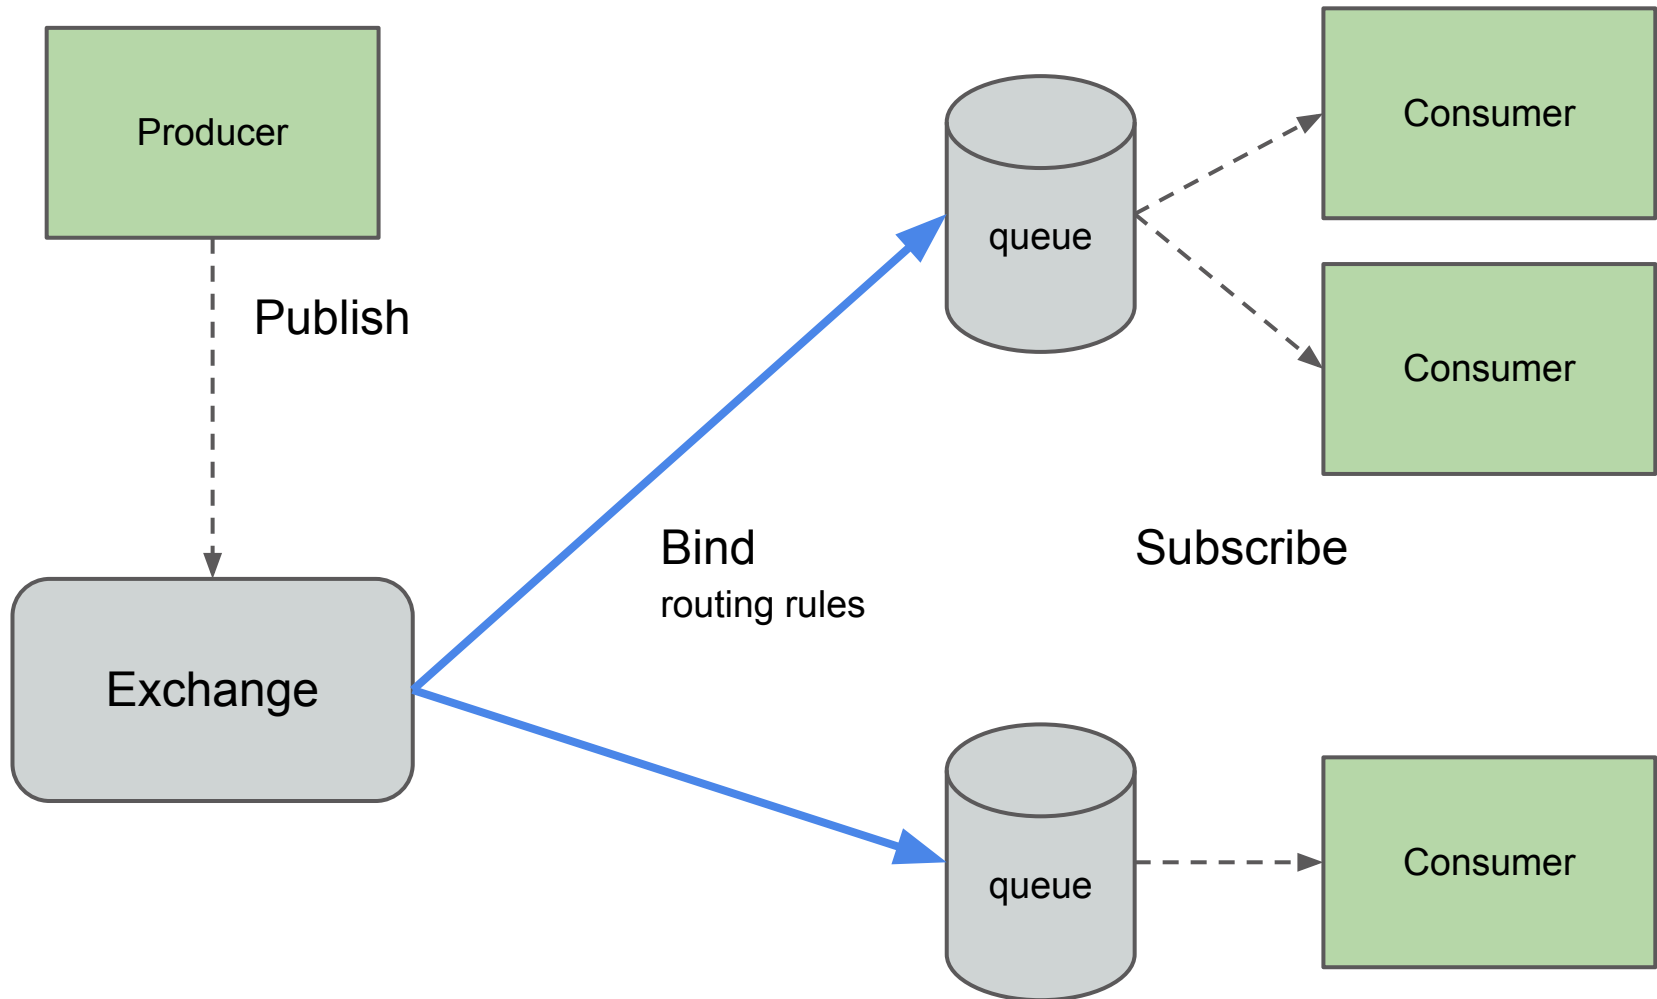 Producer
Publish
Exchange
Bind
routing rules
queue
queue
Subscribe
Consumer
Consumer
Consumer